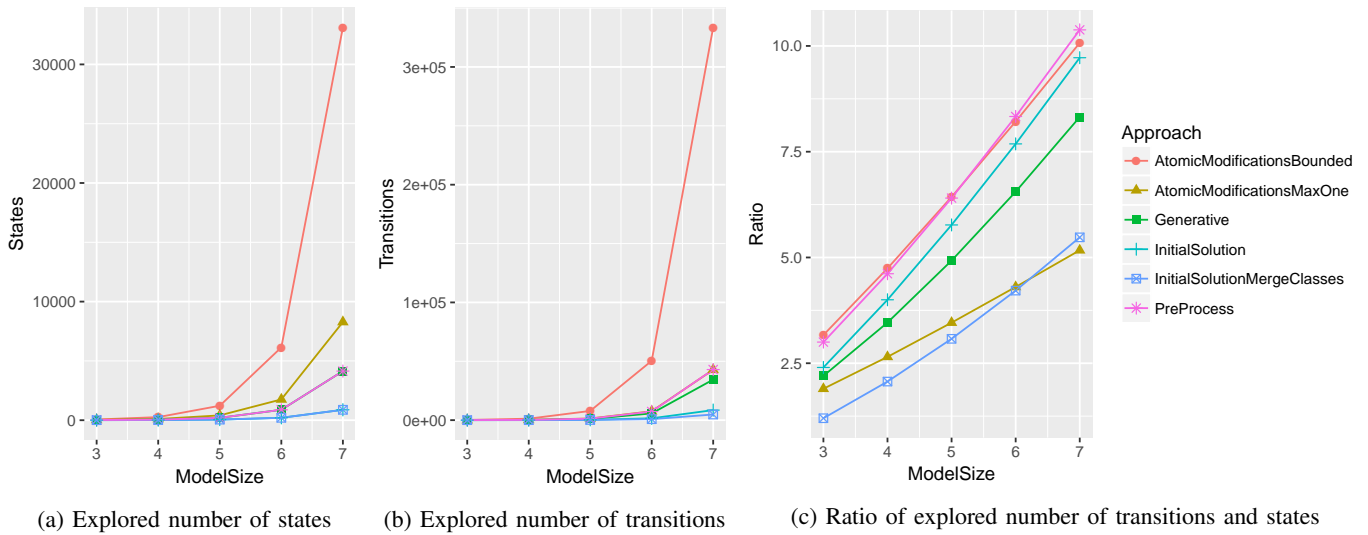 States
30000
20000
10000
0
3 4 5 6 7
ModelSize
(a) Explored number of states
Transitions
3e+05
2e+05
1e+05
0e+00
3 4 5 6 7
ModelSize
(b) Explored number of transitions
Ratio
10.0
7.5
5.0
2.5
3 4 5 6 7
ModelSize
(c) Ratio of explored number of transitions and states
Approach
AtomicModificationsBounded
AtomicModificationsMaxOne
Generative
InitialSolution
InitialSolutionMergeClasses
PreProcess